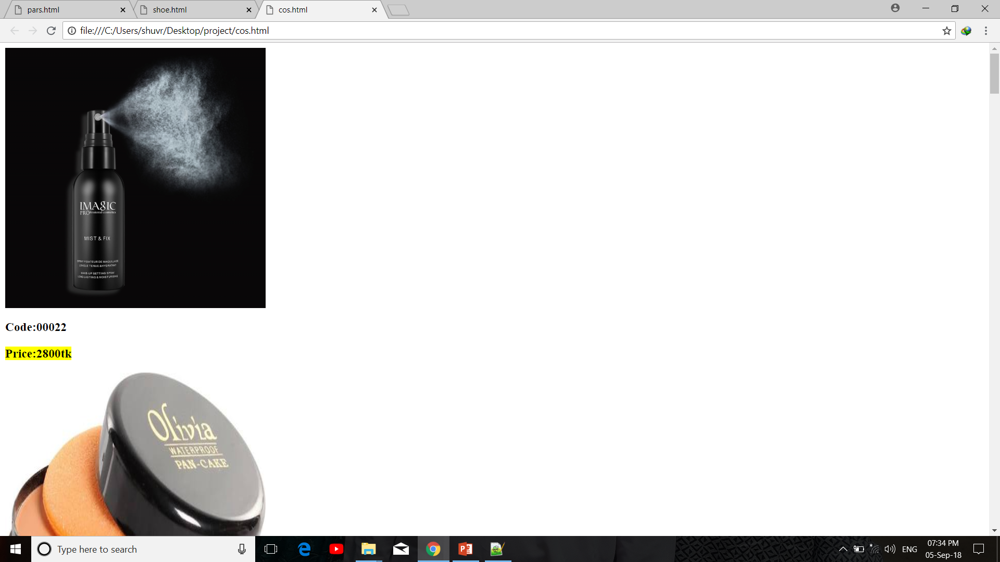 pars.html
shoe.html
cos.html
file:///C:/Users/shuvr/Desktop/project/cos.html
IMAGIC
PROfessional cosmetics
MIST & FIX
SPRAY FIXATEUR DE MAQUILLAGE
LONGUE TENUE & HYDRATANT
MAKE-UP SETTING SPRAY
LONG LASTING & MOISTURISING
Code:00022
Price:2800tk
Olivia
WATERPROOF
PAN-CAKE
Type here to search
ENG
07:34 PM
05-Sep-18